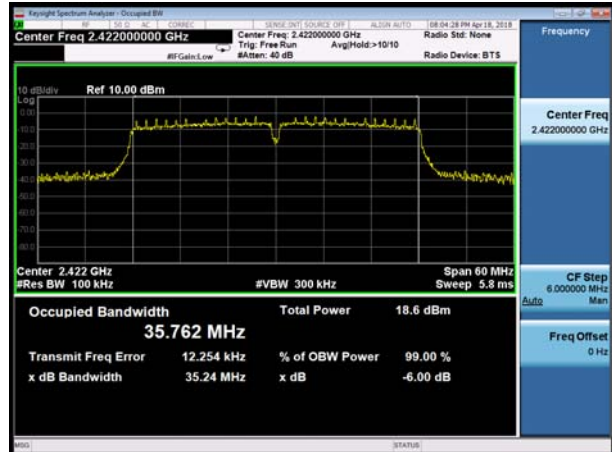 Keysight Spectrum Analyzer - Occupied BW
RF 50 Ω AC CORREC SENSE:INT SOURCE OFF ALIGN AUTO 08:04:28 PM Apr 18, 2018
Center Freq 2.422000000 GHz Center Freq: 2.422000000 GHz Radio Std: None
Trig: Free Run Avg|Hold:>10/10
#IFGain:Low #Atten: 40 dB Radio Device: BTS
Frequency
10 dB/div Ref 10.00 dBm
Log
0.00
-10.0
-20.0
-30.0
-40.0
-50.0
-60.0
-70.0
-80.0
Center Freq
2.422000000 GHz
Center 2.422 GHz Span 60 MHz
#Res BW 100 kHz #VBW 300 kHz Sweep 5.8 ms
CF Step
6.000000 MHz
Auto Man
Occupied Bandwidth Total Power 18.6 dBm
35.762 MHz
Transmit Freq Error 12.254 kHz % of OBW Power 99.00 %
x dB Bandwidth 35.24 MHz x dB -6.00 dB
Freq Offset
0 Hz
MSG STATUS